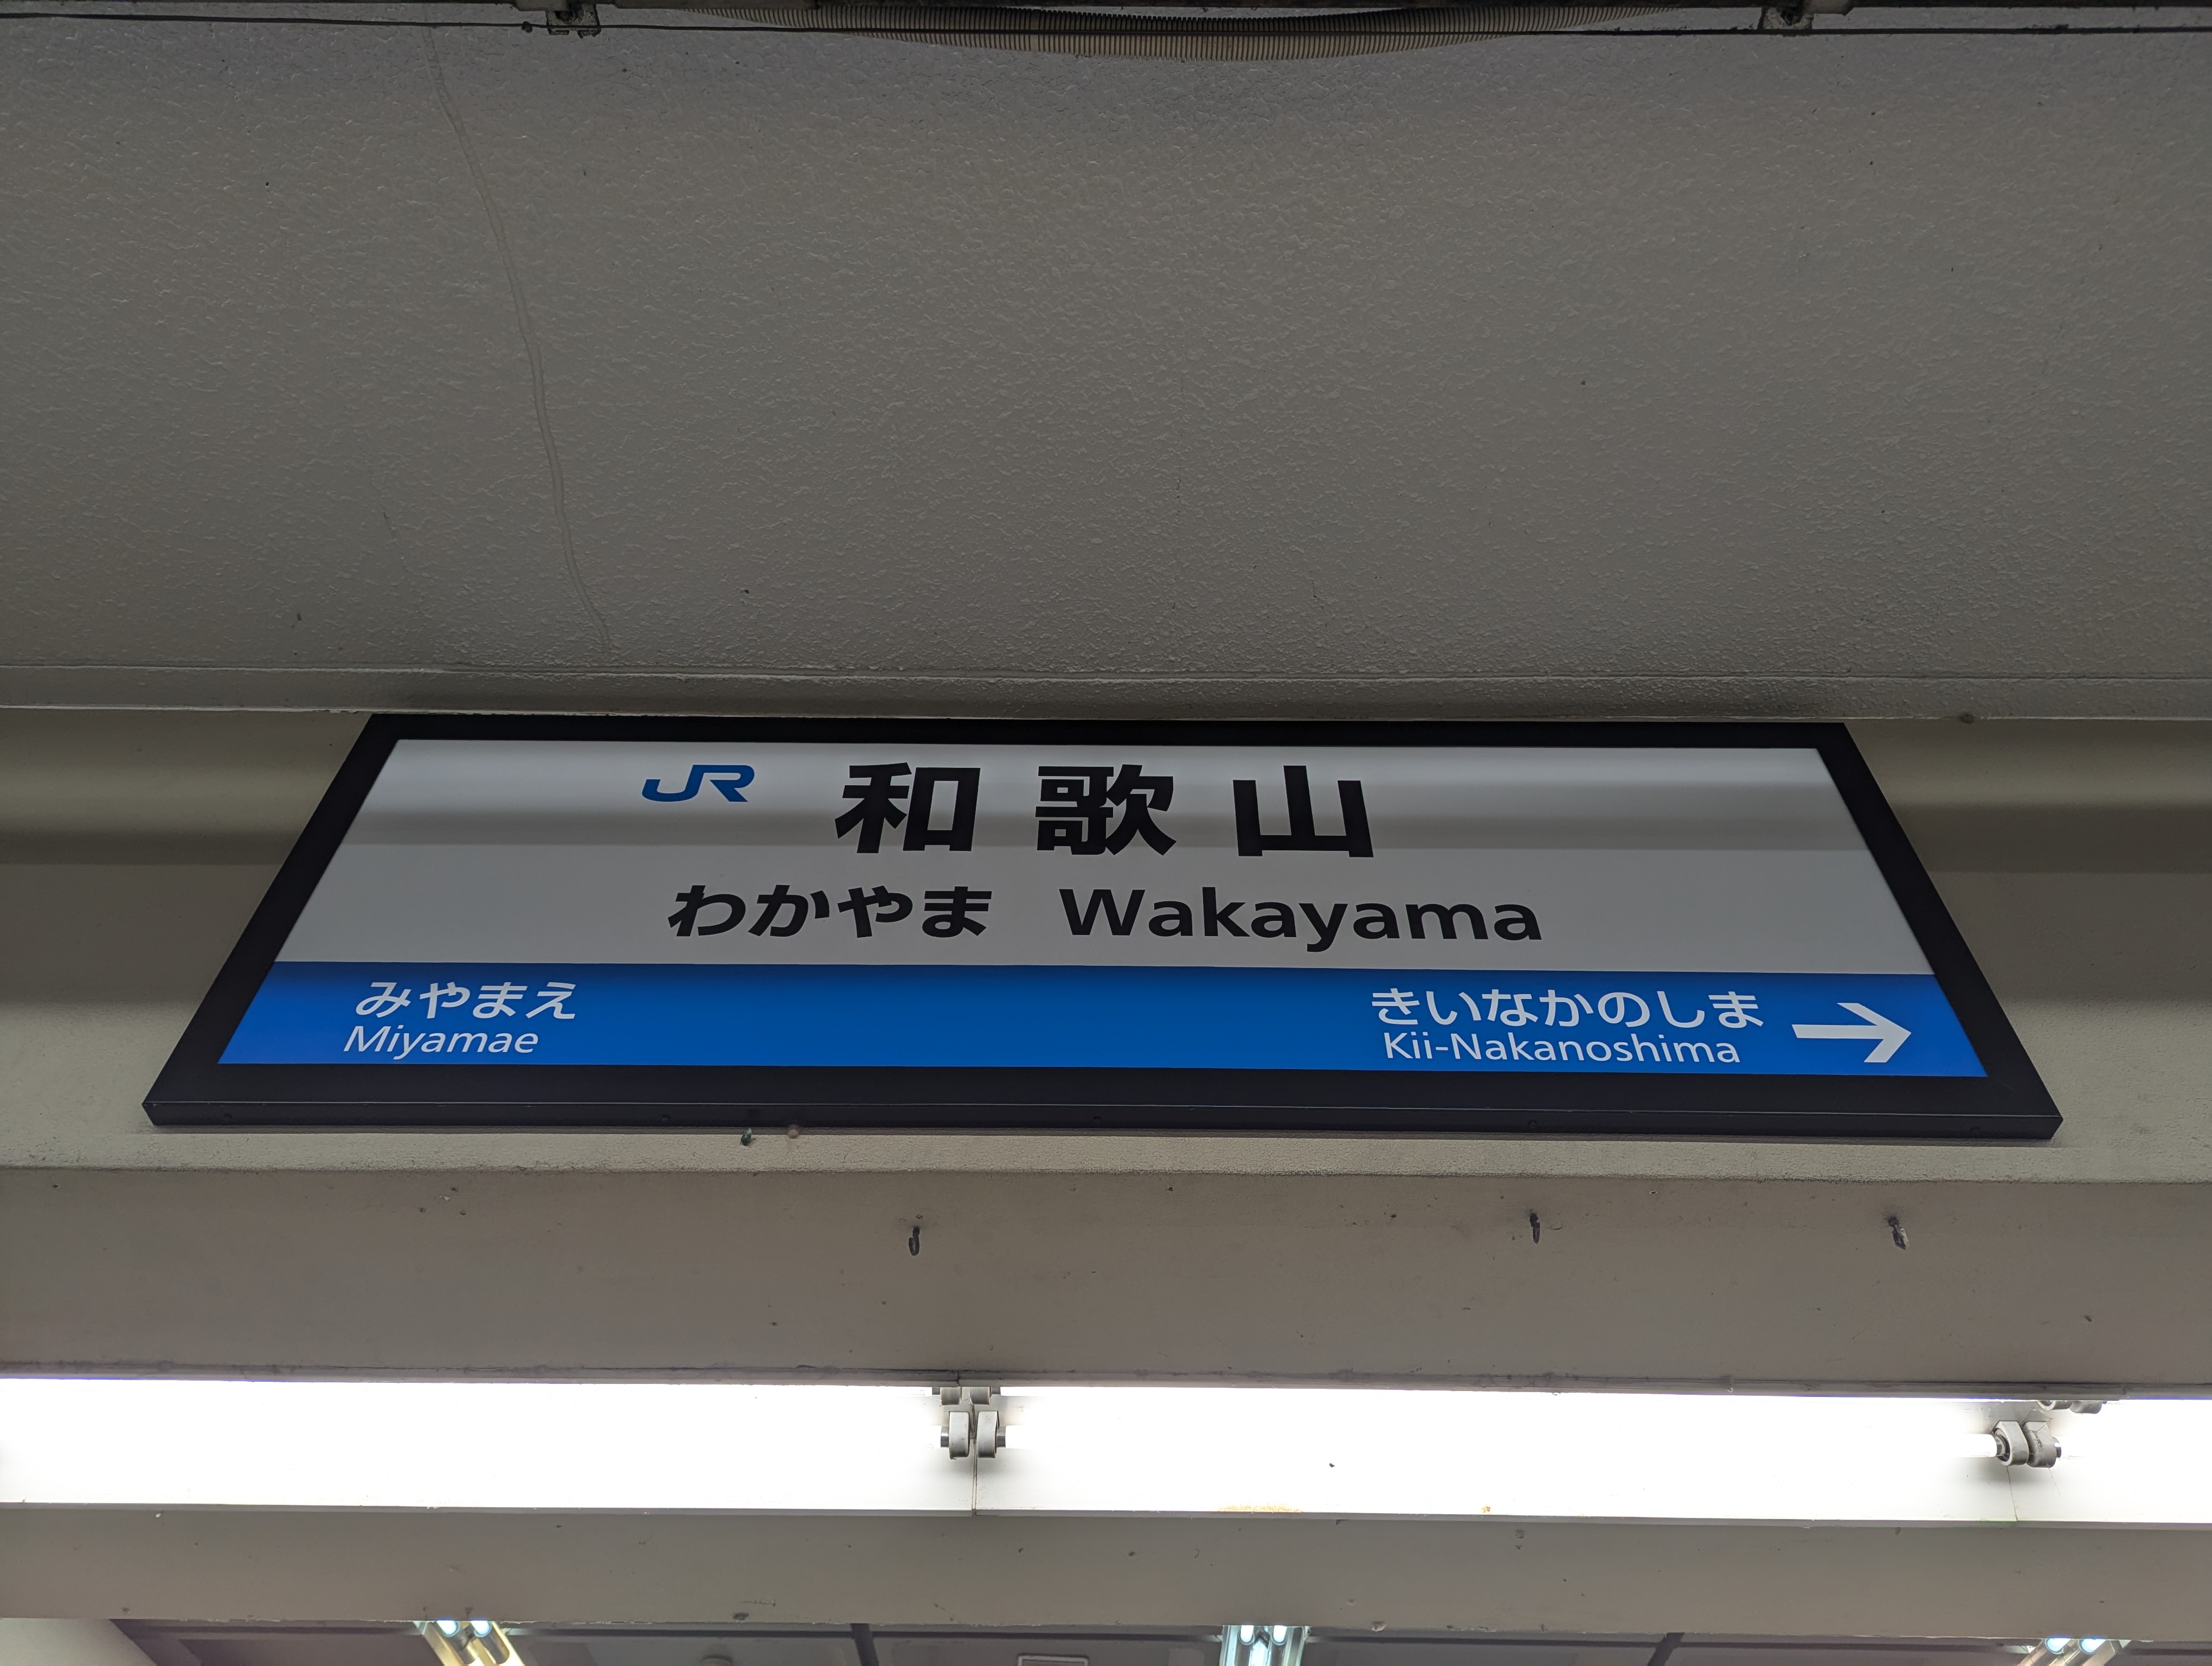 JR 和歌山
わかやま Wakayama
みやまえ
Miyamae
きいなかのしま →
Kii-Nakanoshima